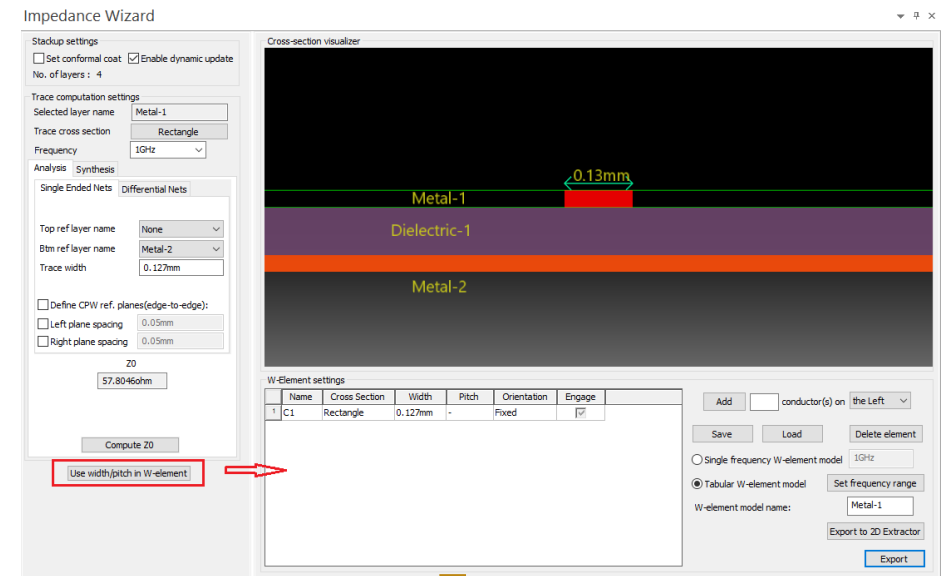 Impedance Wizard
Stackup settings
Set conformal coat Enable dynamic update
No. of layers : 4
Trace computation settings
Selected layer name Metal-1
Trace cross section Rectangle
Frequency 1GHz
Analysis Synthesis
Single Ended Nets Differential Nets
Top ref layer name None
Btm ref layer name Metal-2
Trace width 0.127mm
Define CPW ref. planes(edge-to-edge):
Left plane spacing 0.05mm
Right plane spacing 0.05mm
Z0
57.8046ohm
Compute Z0
Use width/pitch in W-element
Cross-section visualizer
0.13mm
Metal-1
Dielectric-1
Metal-2
W-Element settings
Name Cross Section Width Pitch Orientation Engage
1 C1 Rectangle 0.127mm - Fixed
Add conductor(s) on the Left
Save Load Delete element
Single frequency W-element model 1GHz
Tabular W-element model Set frequency range
W-element model name: Metal-1
Export to 2D Extractor
Export